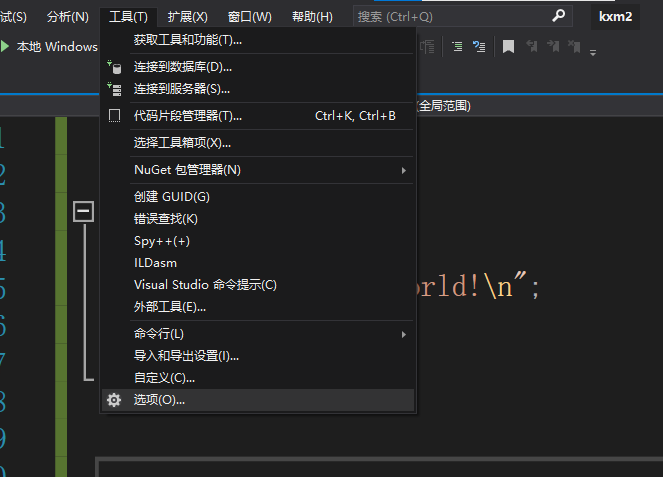 试(S) 分析(N) 工具(T) 扩展(X) 窗口(W) 帮助(H) 搜索 (Ctrl+Q) kxm2
本地 Windows
获取工具和功能(T)...
连接到数据库(D)...
连接到服务器(S)...
(全局范围)
代码片段管理器(T)... Ctrl+K, Ctrl+B
选择工具箱项(X)...
NuGet 包管理器(N)
创建 GUID(G)
错误查找(K)
Spy++(+)
ILDasm
Visual Studio 命令提示(C)
外部工具(E)...
命令行(L)
导入和导出设置(I)...
自定义(C)...
选项(O)...
1
2
3
4
5
6
7
8
9
orld!\n";